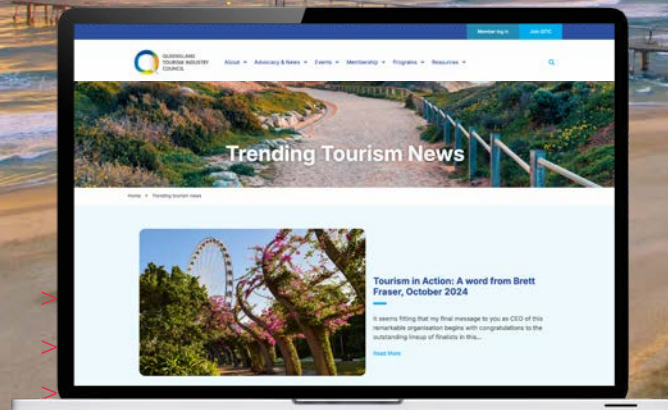 Member log in Join QTIC
QUEENSLAND
TOURISM INDUSTRY
COUNCIL
About Advocacy & News Events Membership Programs Resources
Trending Tourism News
Home > Trending tourism news
Tourism in Action: A word from Brett
Fraser, October 2024
It seems fitting that my final message to you as CEO of this
remarkable organisation begins with congratulations to the
outstanding lineup of finalists in this...
Read More